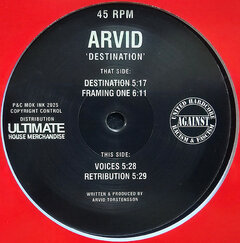 45 RPM
ARVID
'DESTINATION'
THAT SIDE:
DESTINATION 5:17
FRAMING ONE 6:11
P&C MOK INK 2025
COPYRIGHT CONTROL
DISTRIBUTION
ULTIMATE
HOUSE MERCHANDISE
UNITED HARDCORE
AGAINST
RACISM & FASCISM
THIS SIDE:
VOICES 5:28
RETRIBUTION 5:29
WRITTEN & PRODUCED BY
ARVID TORSTENSSON